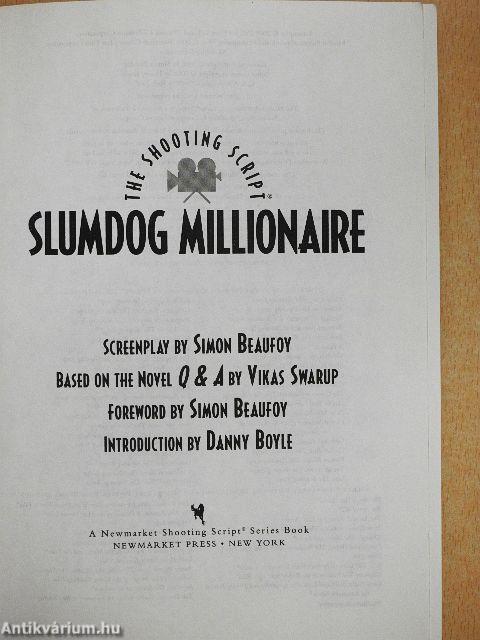 THE SHOOTING SCRIPT®
SLUMDOG MILLIONAIRE
SCREENPLAY BY SIMON BEAUFOY
BASED ON THE NOVEL Q & A BY VIKAS SWARUP
FOREWORD BY SIMON BEAUFOY
INTRODUCTION BY DANNY BOYLE
A Newmarket Shooting Script® Series Book
NEWMARKET PRESS • NEW YORK
Antikvárium.hu